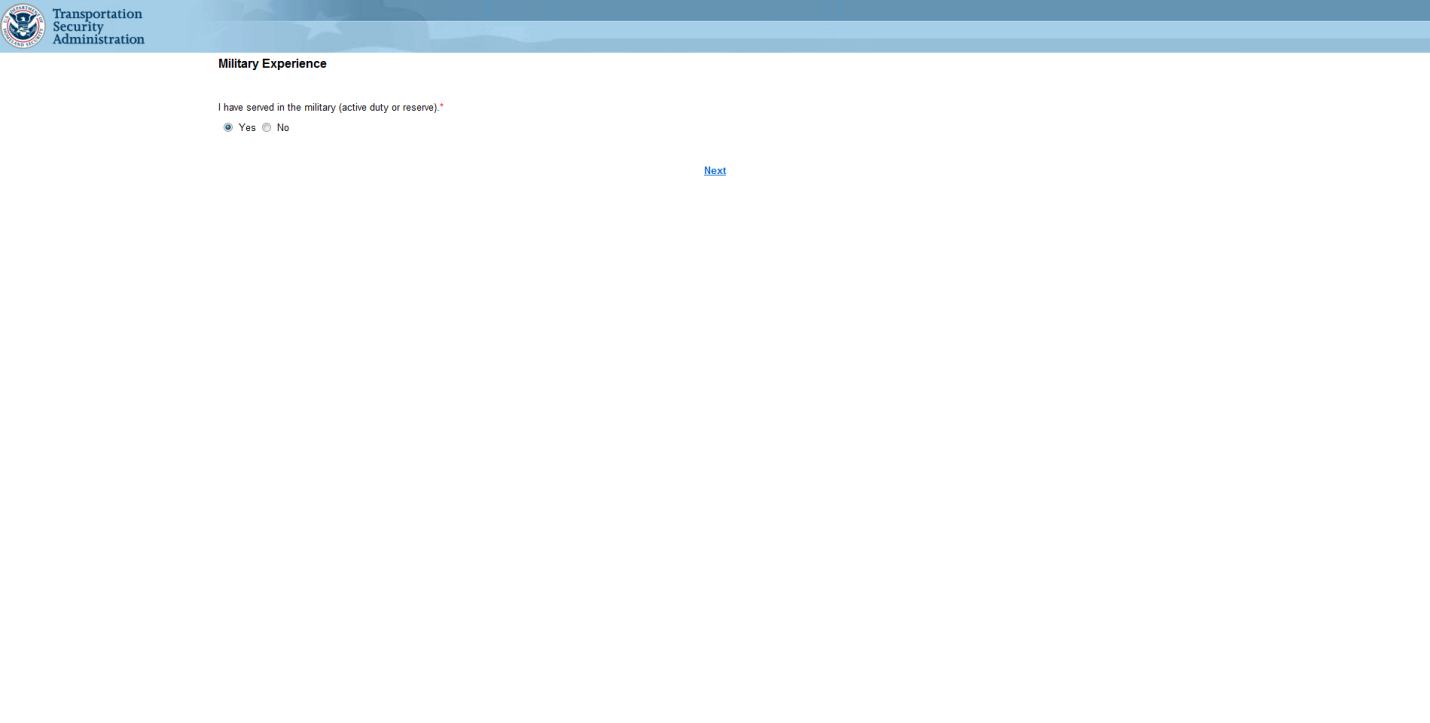 Transportation
Security
Administration
Military Experience
I have served in the military (active duty or reserve).*
Yes No
Next